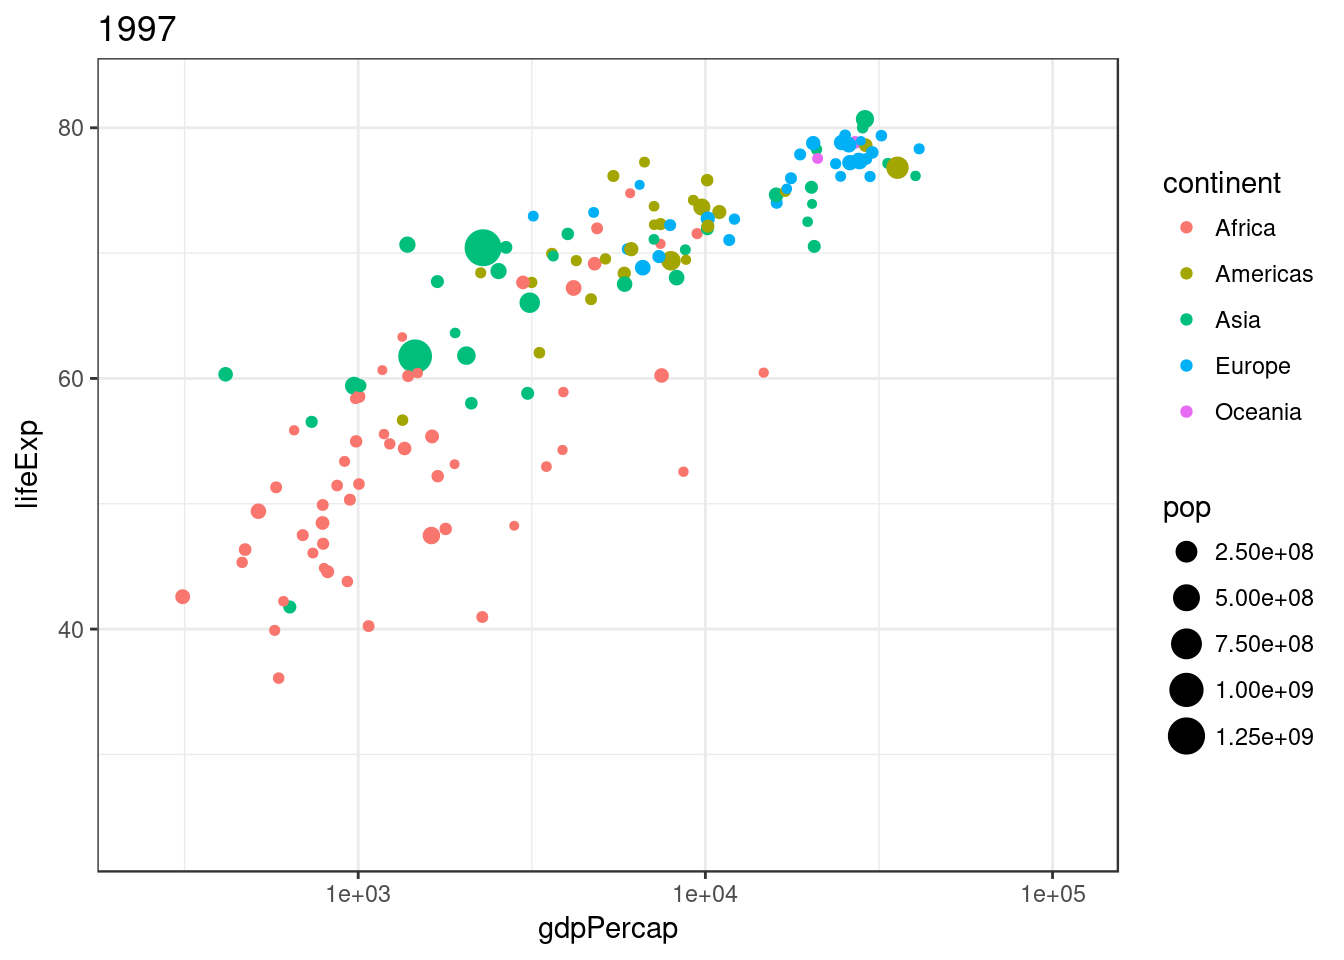 1997
80
60
40
lifeExp
1e+03
1e+04
1e+05
gdpPercap
continent
Africa
Americas
Asia
Europe
Oceania
pop
2.50e+08
5.00e+08
7.50e+08
1.00e+09
1.25e+09